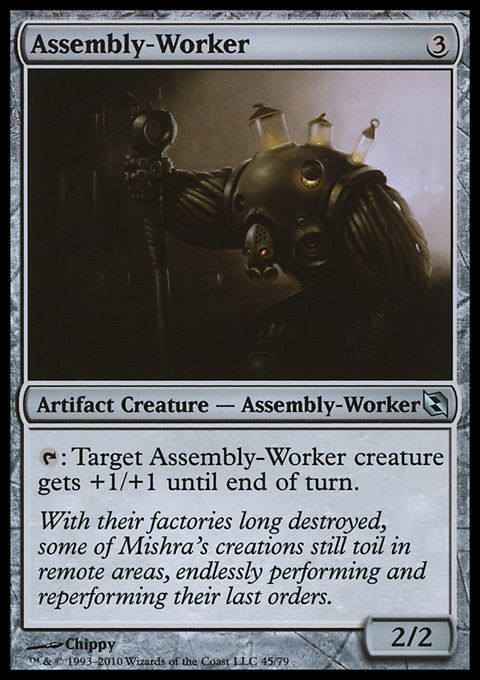 Assembly-Worker 3
Artifact Creature — Assembly-Worker
: Target Assembly-Worker creature
gets +1/+1 until end of turn.
With their factories long destroyed,
some of Mishra's creations still toil in
remote areas, endlessly performing and
reperforming their last orders.
2/2
Chippy
™ & © 1993–2010 Wizards of the Coast LLC 45/79